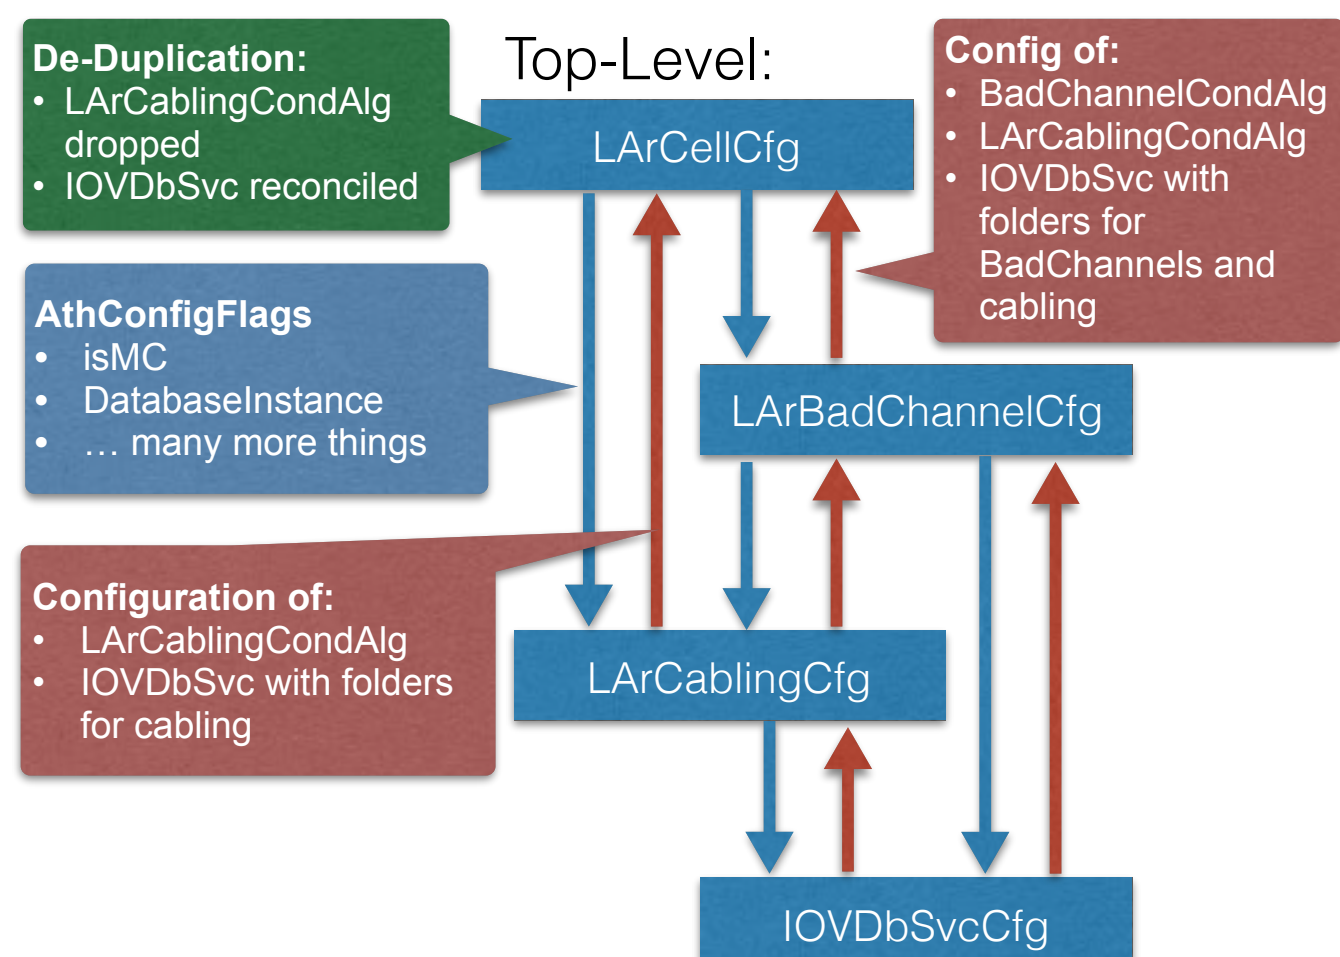 De-Duplication:
• LArCablingCondAlg
dropped
• IOVDbSvc reconciled
Top-Level:
LArCellCfg
Config of:
• BadChannelCondAlg
• LArCablingCondAlg
• IOVDbSvc with
folders for
BadChannels and
cabling
AthConfigFlags
• isMC
• DatabaseInstance
• … many more things
LArBadChannelCfg
Configuration of:
• LArCablingCondAlg
• IOVDbSvc with folders
for cabling
LArCablingCfg
IOVDbSvcCfg